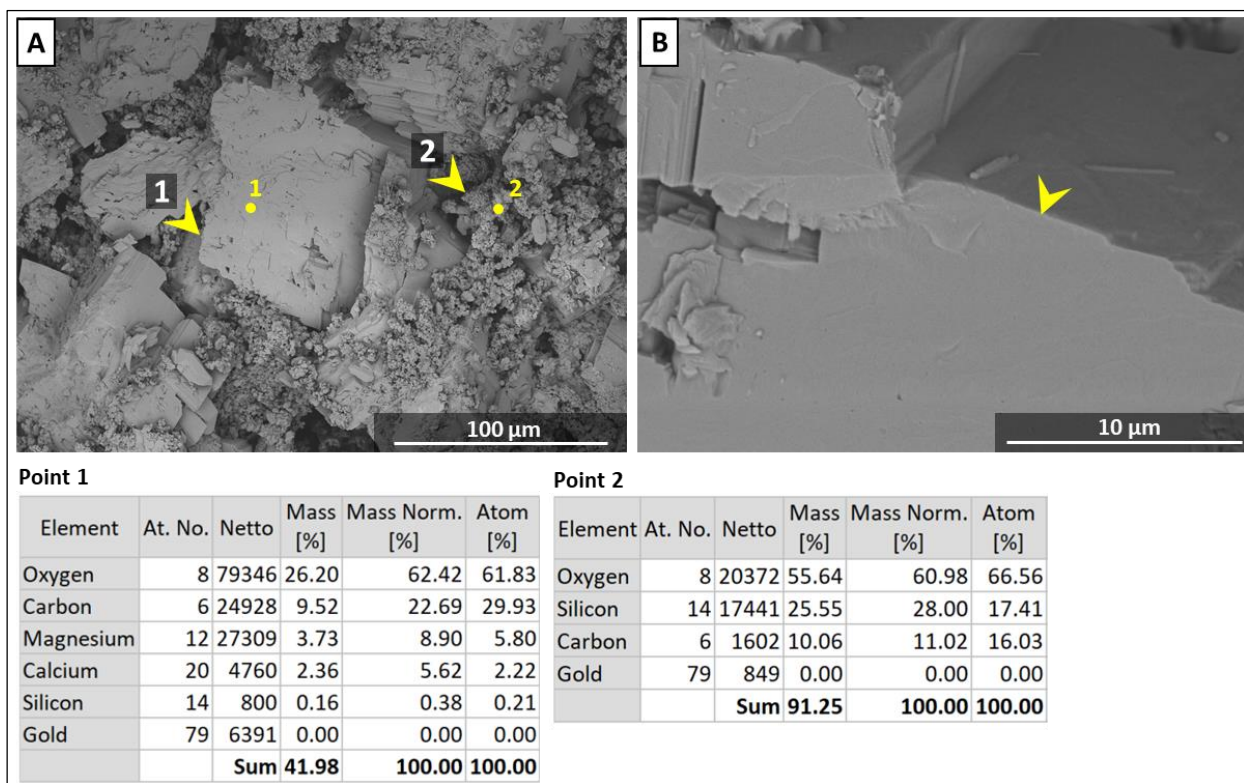 A
B
1
1
2
2
100 µm
10 µm
Point 1
Element At. No. Netto Mass [%] Mass Norm. [%] Atom [%]
Oxygen 8 79346 26.20 62.42 61.83
Carbon 6 24928 9.52 22.69 29.93
Magnesium 12 27309 3.73 8.90 5.80
Calcium 20 4760 2.36 5.62 2.22
Silicon 14 800 0.16 0.38 0.21
Gold 79 6391 0.00 0.00 0.00
Sum 41.98 100.00 100.00
Point 2
Element At. No. Netto Mass [%] Mass Norm. [%] Atom [%]
Oxygen 8 20372 55.64 60.98 66.56
Silicon 14 17441 25.55 28.00 17.41
Carbon 6 1602 10.06 11.02 16.03
Gold 79 849 0.00 0.00 0.00
Sum 91.25 100.00 100.00